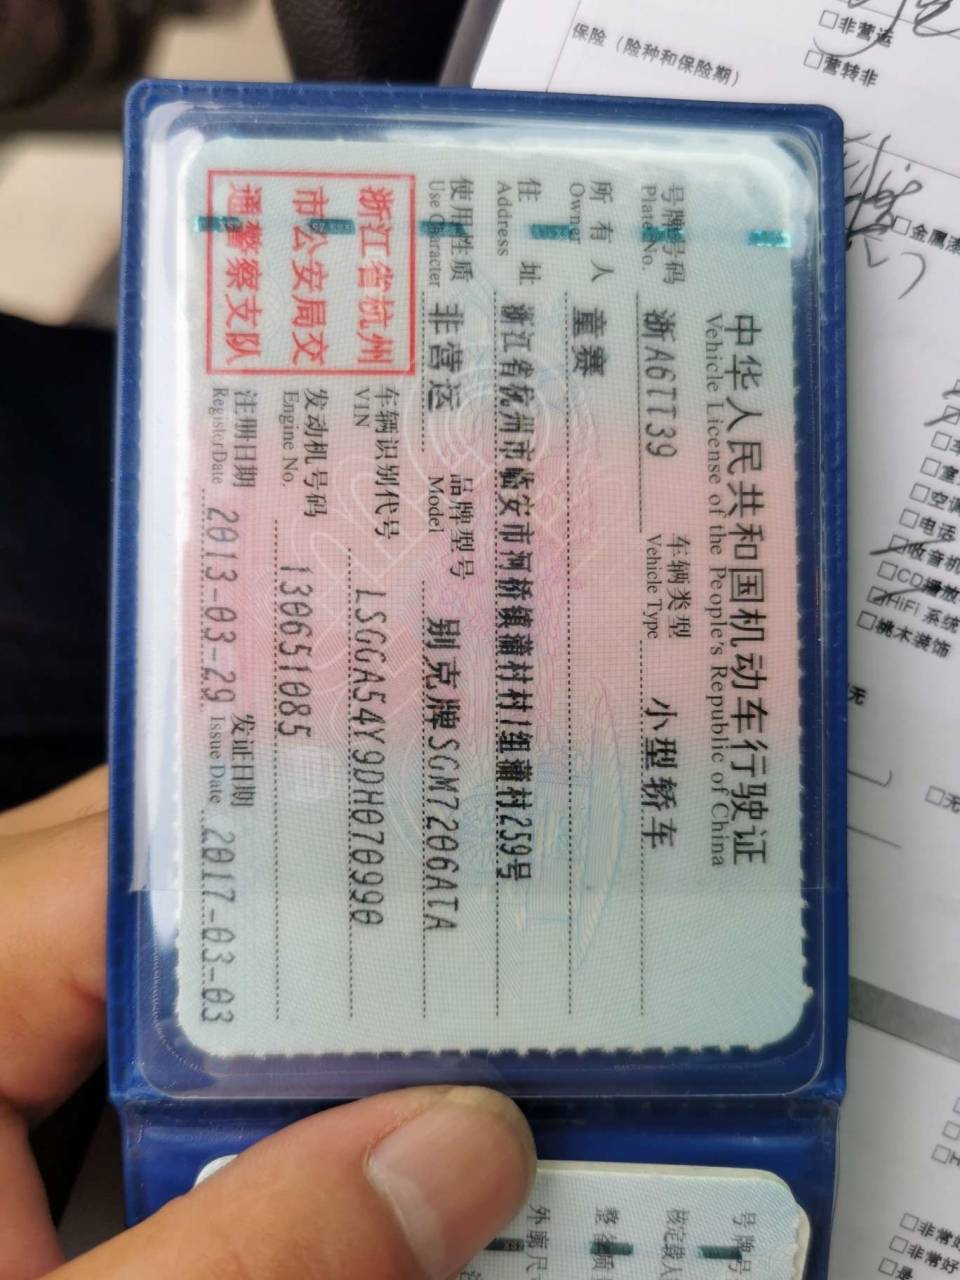 中华人民共和国机动车行驶证
Vehicle License of the People's Republic of China
号牌号码 浙A6TT39 车辆类型 小型轿车
Plate No. Vehicle Type
所有人 童赛
Owner
住址 浙江省杭州市临安市河桥镇蒲村村1组蒲村259号
Address
使用性质 非营运 品牌型号 别克牌SGM7206ATA
Use Character Model
浙江省杭州
市公安局交
通警察支队
车辆识别代号 LSGGA54Y9DH070990
VIN
发动机号码 130651085
Engine No.
注册日期 2013-03-29 发证日期 2017-03-03
Register Date Issue Date
号牌号
核定载人
整备质
外廓尺
保险（险种和保险期）
□非营运
□营转非
□金属漆
□空调
□电话
□收音机
□CD播放
□HiFi 系统
□桃木装饰
□无
□非常好
□非常好
□是